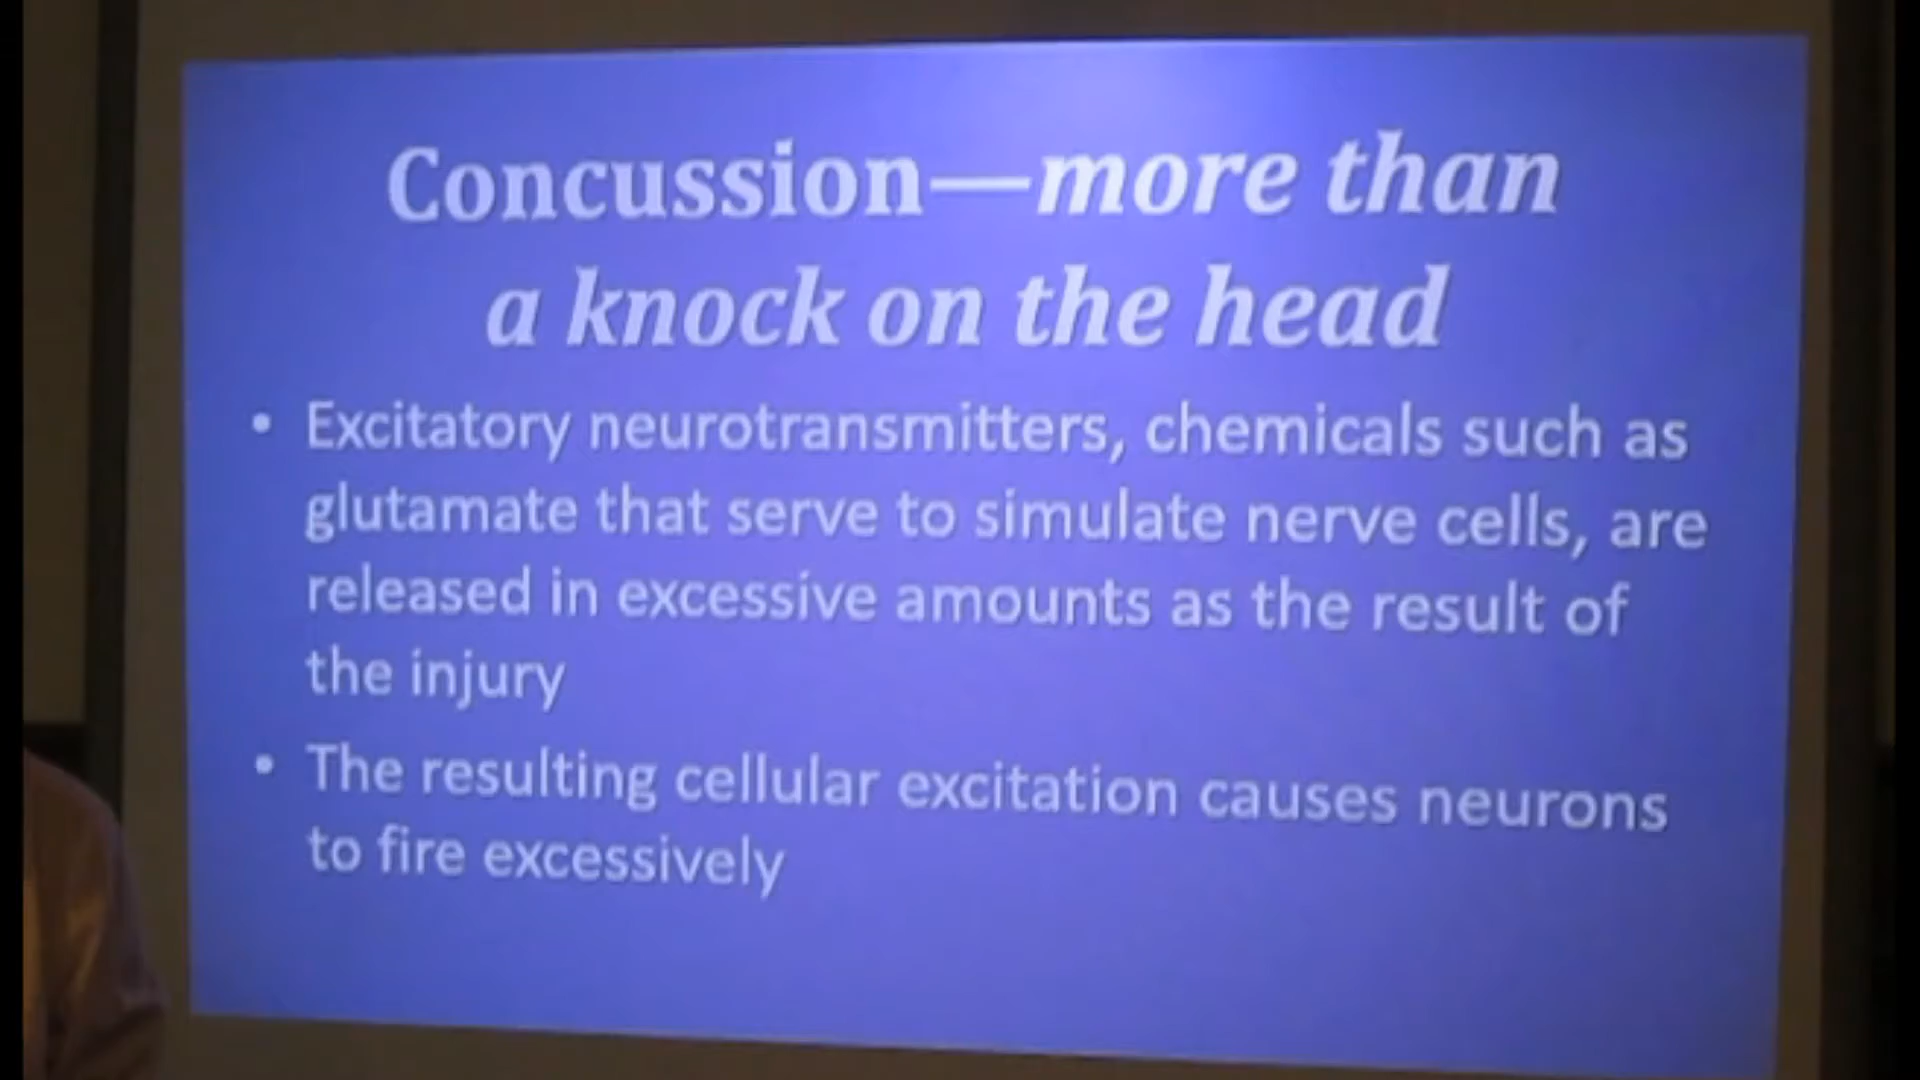 Concussion—more than
a knock on the head
• Excitatory neurotransmitters, chemicals such as
glutamate that serve to simulate nerve cells, are
released in excessive amounts as the result of
the injury
• The resulting cellular excitation causes neurons
to fire excessively